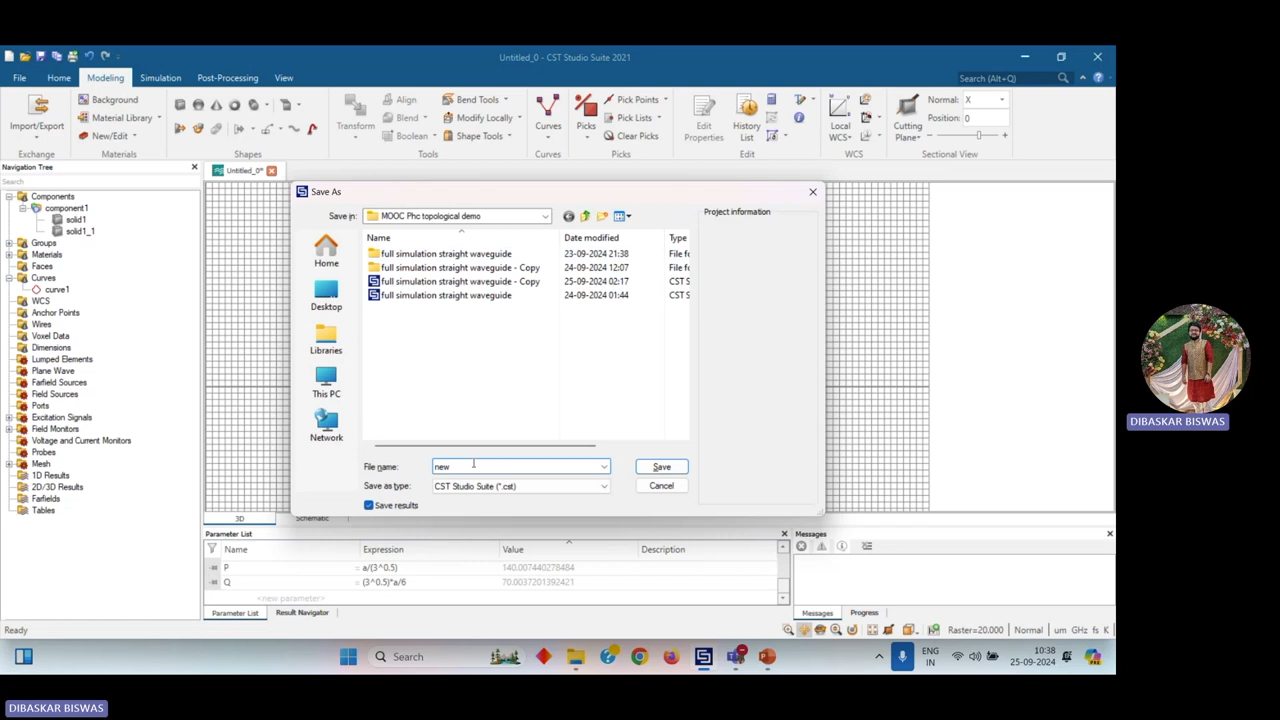 Untitled_0 - CST Studio Suite 2021
File Home Modeling Simulation Post-Processing View Search (Alt+Q)
Import/Export
Exchange
Background
Material Library
New/Edit
Materials
Shapes
Transform
Align
Blend
Boolean
Bend Tools
Modify Locally
Shape Tools
Tools
Curves
Curves
Picks
Pick Points
Pick Lists
Clear Picks
Picks
Edit Properties
History List
Edit
Local WCS
WCS
Cutting Plane
Normal: X
Position: 0
Sectional View
Navigation Tree
Search
Components
component1
solid1
solid1_1
Groups
Materials
Faces
Curves
curve1
WCS
Anchor Points
Wires
Voxel Data
Dimensions
Lumped Elements
Plane Wave
Farfield Sources
Field Sources
Ports
Excitation Signals
Field Monitors
Voltage and Current Monitors
Probes
Mesh
1D Results
2D/3D Results
Farfields
Tables
Untitled_0*
Save As
Save in: MOOC Phc topological demo
Project information
Name Date modified Type
full simulation straight waveguide 23-09-2024 21:38 File fo
full simulation straight waveguide - Copy 24-09-2024 12:07 File fo
full simulation straight waveguide - Copy 25-09-2024 02:17 CST S
full simulation straight waveguide 24-09-2024 01:44 CST S
Home
Desktop
Libraries
This PC
Network
File name: new Save
Save as type: CST Studio Suite (*.cst) Cancel
Save results
3D Schematic
Parameter List
Name Expression Value Description
P = a/(3^0.5) 140.007440278484
Q = (3^0.5)*a/6 70.0037201392421
<new parameter>
Parameter List Result Navigator
Messages
Messages Progress
Ready
Raster=20.000 Normal um GHz fs K
Search
ENG
IN
10:38
25-09-2024
DIBASKAR BISWAS
DIBASKAR BISWAS